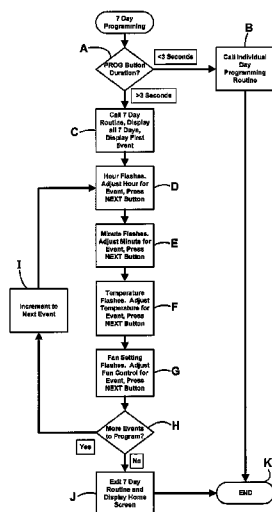 7 Day
Programming
A
PROG Button
Duration?
<3 Seconds
B
Call Individual
Day
Programming
Routine
>3 Seconds
C
Call 7 Day
Routine, Display
all 7 Days,
Display First
Event
D
Hour Flashes.
Adjust Hour for
Event, Press
NEXT Button
E
Minute Flashes.
Adjust Minute for
Event, Press
NEXT Button
I
Increment to
Next Event
F
Temperature
Flashes. Adjust
Temperature for
Event, Press
NEXT Button
G
Fan Setting
Flashes. Adjust
Fan Control for
Event, Press
NEXT Button
H
More Events
to Program?
Yes
No
J
Exit 7 Day
Routine and
Display Home
Screen
K
END